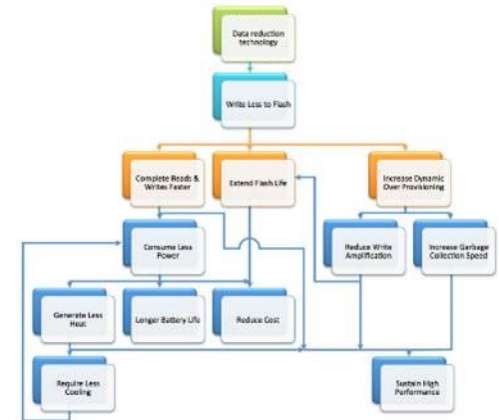 Data reduction
technology
Write Less to Flash
Complete Reads &
Writes Faster
Extend Flash Life
Increase Dynamic
Over Provisioning
Consume Less
Power
Reduce Write
Amplification
Increase Garbage
Collection Speed
Generate Less
Heat
Longer Battery Life
Reduce Cost
Require Less
Cooling
Sustain High
Performance